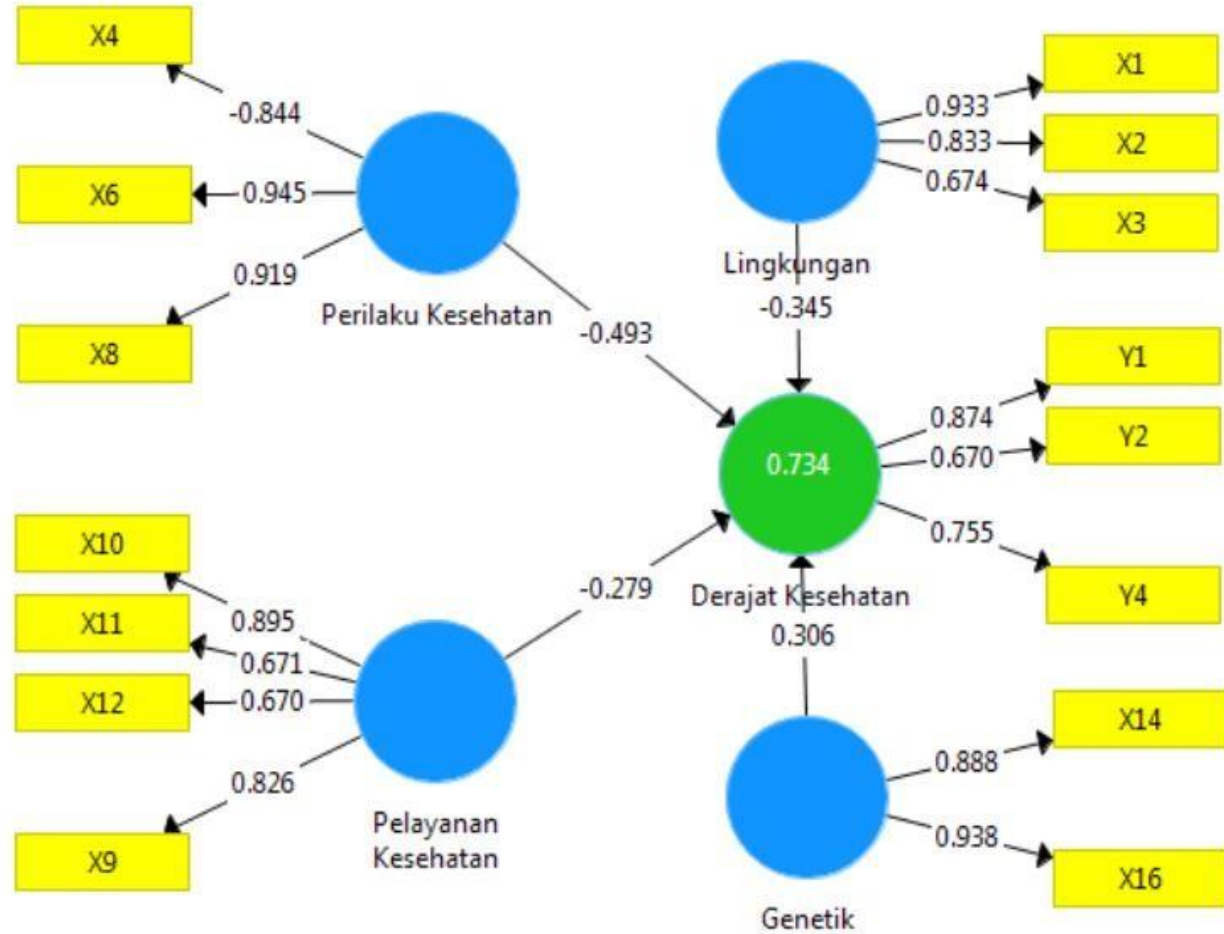 X4
-0.844
X6
0.945
X8
0.919
Perilaku Kesehatan
-0.493
X1
0.933
X2
0.833
X3
0.674
Lingkungan
-0.345
Y1
0.874
Y2
0.670
0.755
Y4
0.734
Derajat Kesehatan
X10
0.895
X11
0.671
X12
0.670
0.826
X9
Pelayanan
Kesehatan
-0.279
0.306
X14
0.888
0.938
X16
Genetik